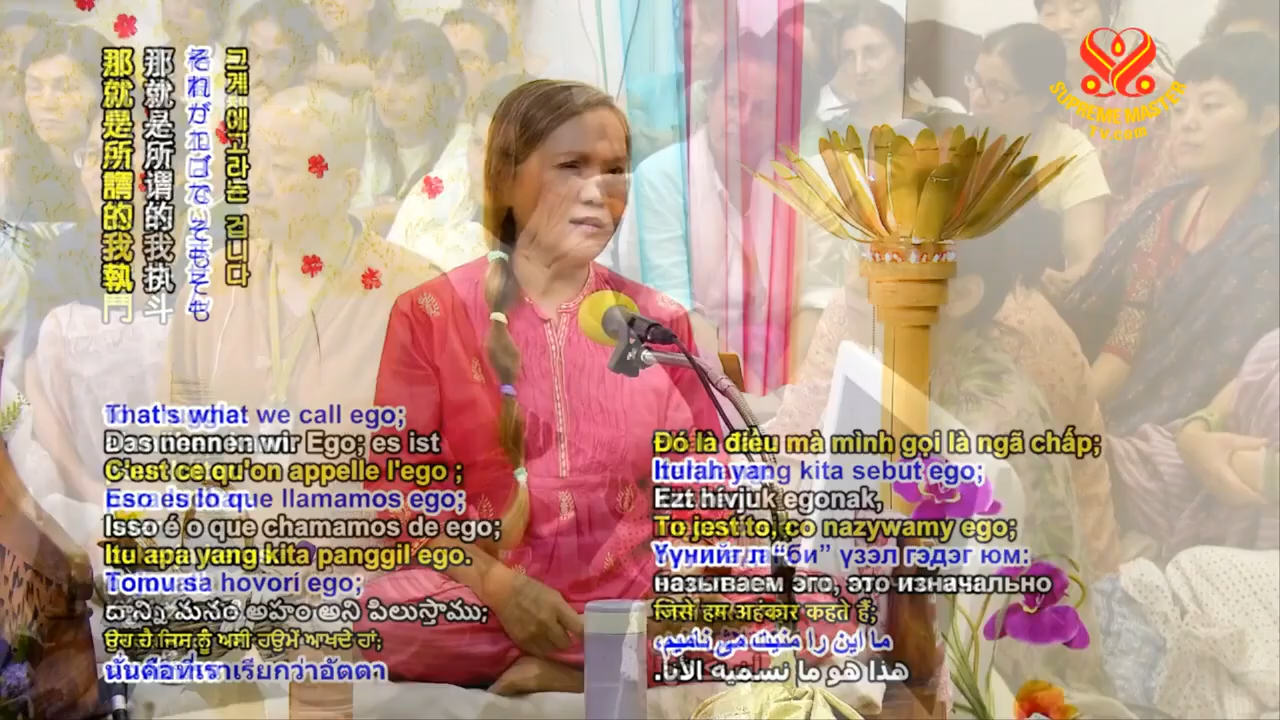 그게 에고라는 겁니다
それがわばでそもそも
那就是所谓的我执斗
那就是所謂的我執鬥
SUPREME MASTER
TV.com
That's what we call ego;
Das nennen wir Ego; es ist
C'est ce qu'on appelle l'ego ;
Eso es lo que llamamos ego;
Isso é o que chamamos de ego;
Itu apa yang kita panggil ego.
Tomu sa hovorí ego;
దాన్ని మనం అహం అని పిలుస్తాము;
ਉਹ ਹੈ ਜਿਸ ਨੂੰ ਅਸੀਂ ਹਉਮੈਂ ਆਖਦੇ ਹਾਂ;
นั่นคือที่เราเรียกว่าอัตตา
Đó là điều mà mình gọi là ngã chấp;
Itulah yang kita sebut ego;
Ezt hívjuk egonak,
To jest to, co nazywamy ego;
Үүнийг л “би” үзэл гэдэг юм:
называем эго, это изначально
जिसे हम अहंकार कहते हैं;
ما این را منیت می نامیم،
هذا هو ما نسميه الأنا.